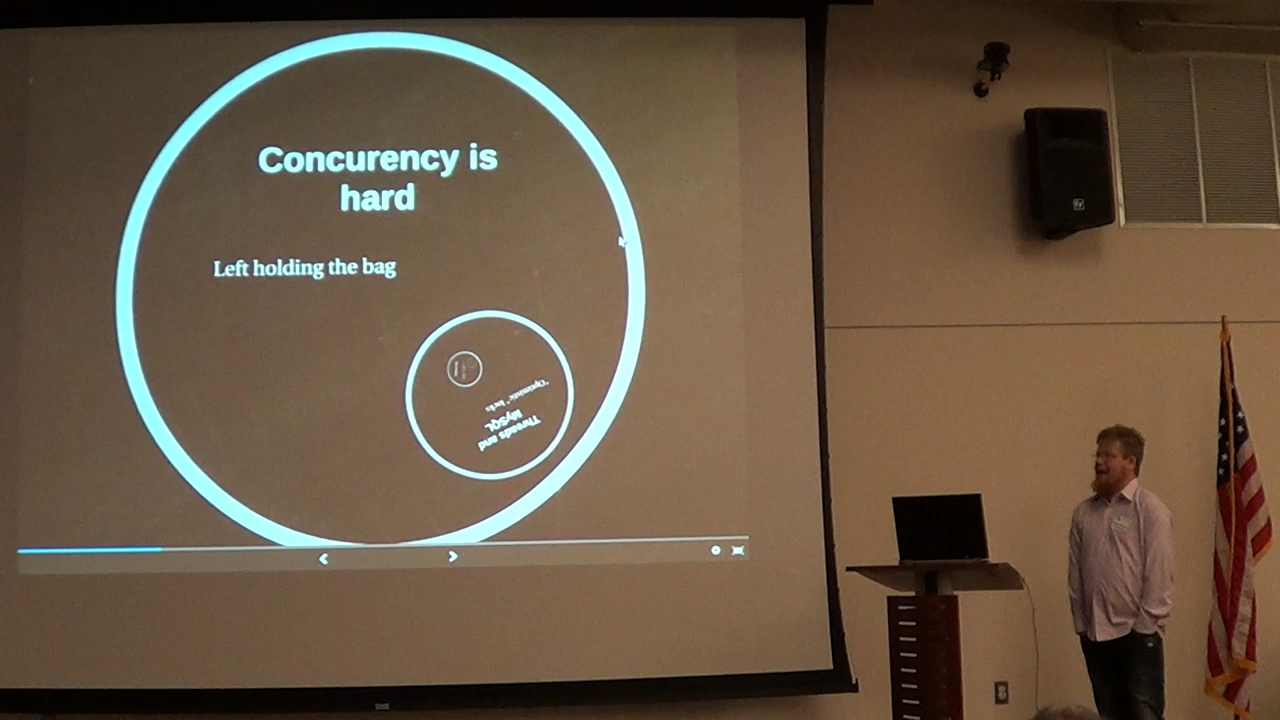 Concurency is
hard
Left holding the bag
"Optimistic" locks
MySQL
Threads and